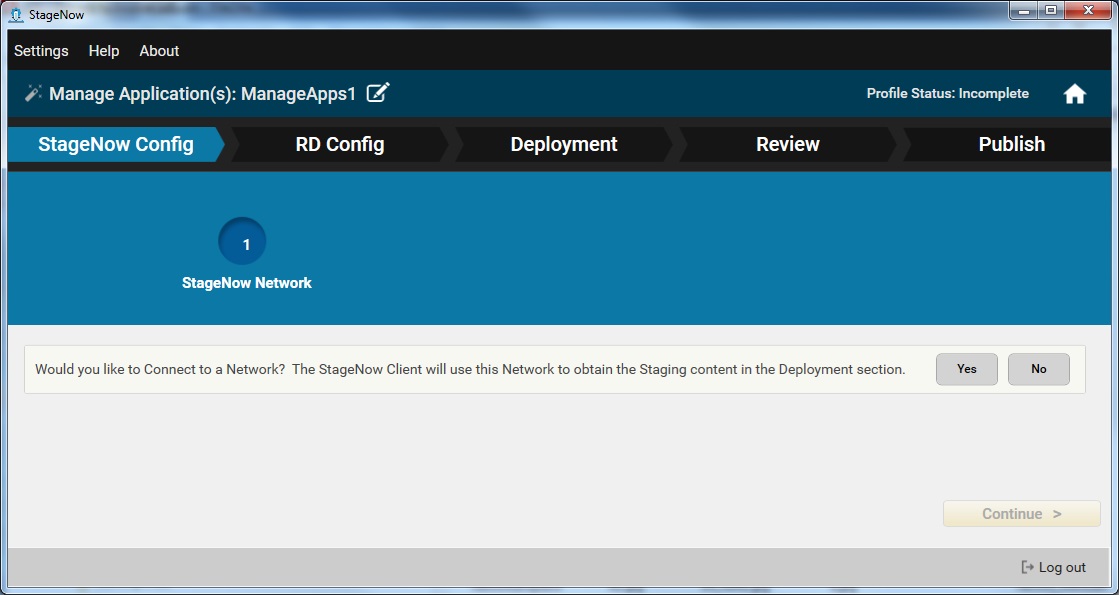 StageNow
Settings Help About
Manage Application(s): ManageApps1 Profile Status: Incomplete
StageNow Config RD Config Deployment Review Publish
1
StageNow Network
Would you like to Connect to a Network? The StageNow Client will use this Network to obtain the Staging content in the Deployment section. Yes No
Continue >
Log out